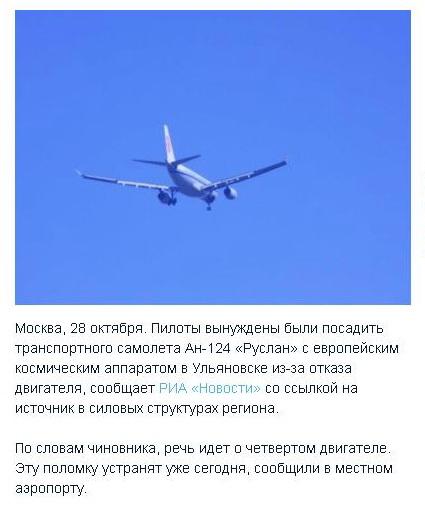 Москва, 28 октября. Пилоты вынуждены были посадить
транспортного самолета Ан-124 «Руслан» с европейским
космическим аппаратом в Ульяновске из-за отказа
двигателя, сообщает РИА «Новости» со ссылкой на
источник в силовых структурах региона.
По словам чиновника, речь идет о четвертом двигателе.
Эту поломку устранят уже сегодня, сообщили в местном
аэропорту.